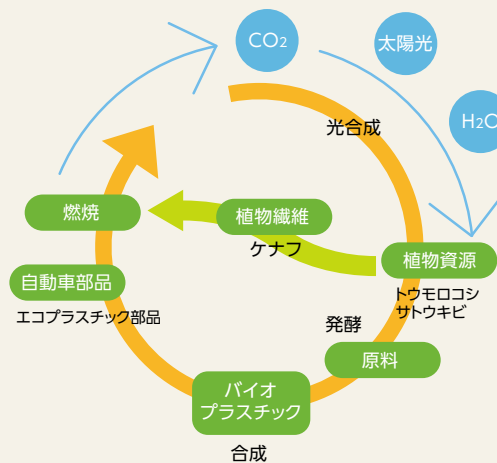 CO2
太陽光
H2O
光合成
燃焼
植物繊維
ケナフ
植物資源
トウモロコシ
サトウキビ
自動車部品
エコプラスチック部品
発酵
原料
バイオ
プラスチック
合成